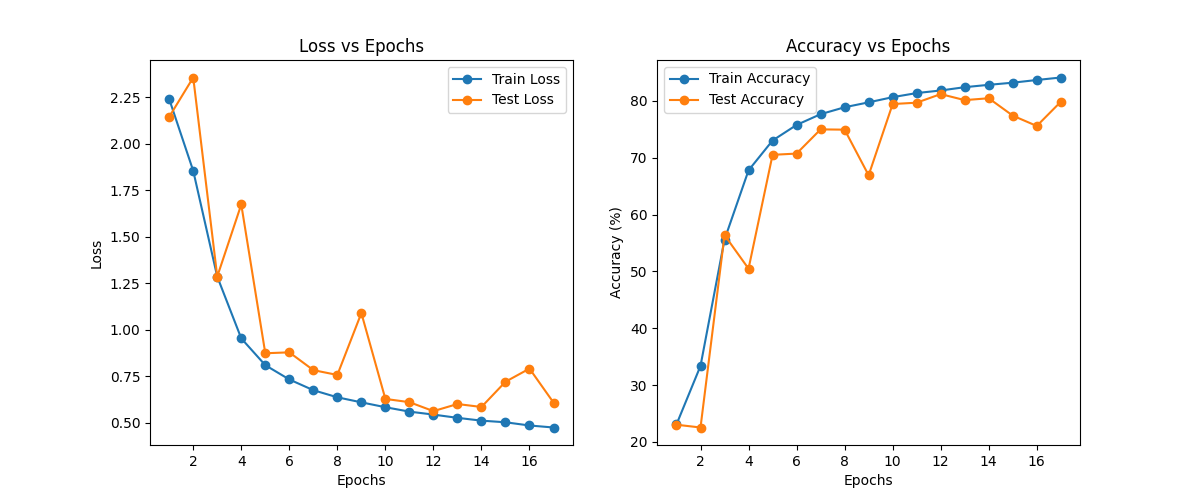 Loss vs Epochs
Train Loss
Test Loss
2.25
2.00
1.75
1.50
1.25
1.00
0.75
0.50
Loss
2 4 6 8 10 12 14 16
Epochs
Accuracy vs Epochs
Train Accuracy
Test Accuracy
80
70
60
50
40
30
20
Accuracy (%)
2 4 6 8 10 12 14 16
Epochs